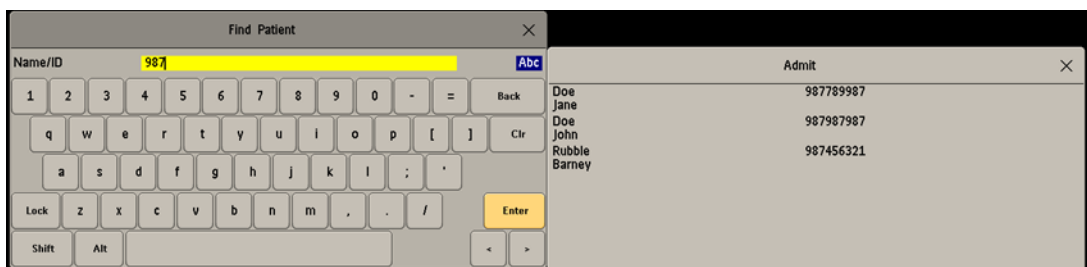 Find Patient
Name/ID 987 Abc
1 2 3 4 5 6 7 8 9 0 - = Back
q w e r t y u i o p [ ] Clr
a s d f g h j k l ; '
Lock z x c v b n m , . / Enter
Shift Alt < >
Admit
Doe 987789987
Jane
Doe 987987987
John
Rubble 987456321
Barney